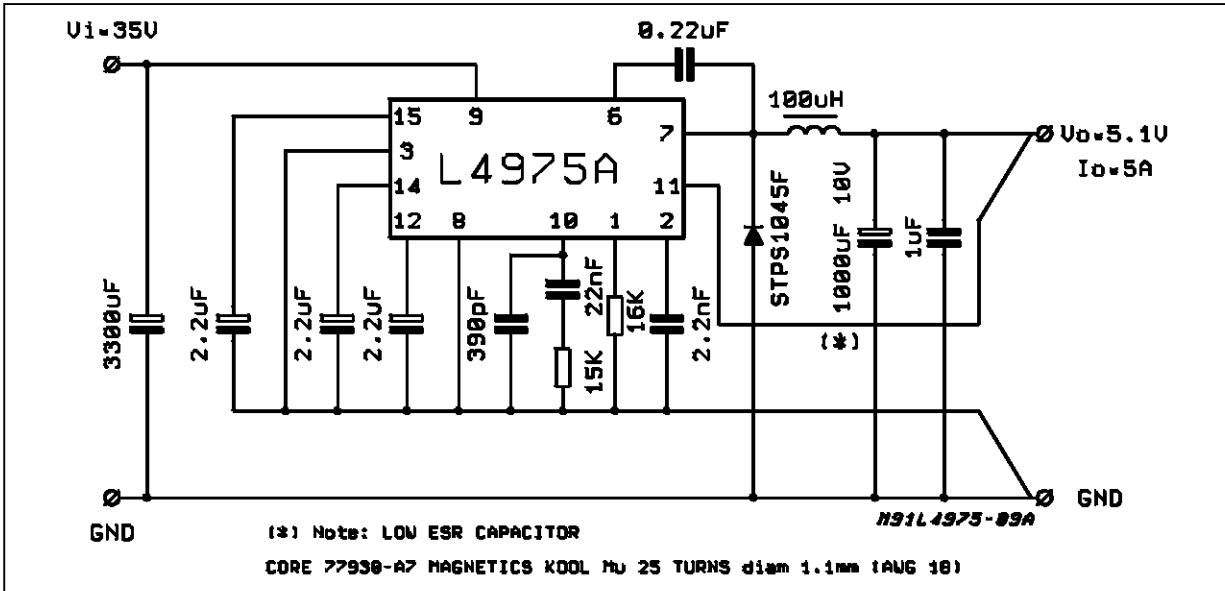 Vi=35V
0.22uF
100uH
15
9
6
7
Vo=5.1V
3
L4975A
Io=5A
14
11
12
8
10
1
2
3300uF
2.2uF
2.2uF
2.2uF
390pF
22nF
15K
16K
2.2nF
STPS1045F
1000uF 10V
1uF
(*)
GND
GND
M91L4975-09A
(*) Note: LOW ESR CAPACITOR
CORE 77930-A7 MAGNETICS KOOL Mu 25 TURNS diam 1.1mm (AWG 18)